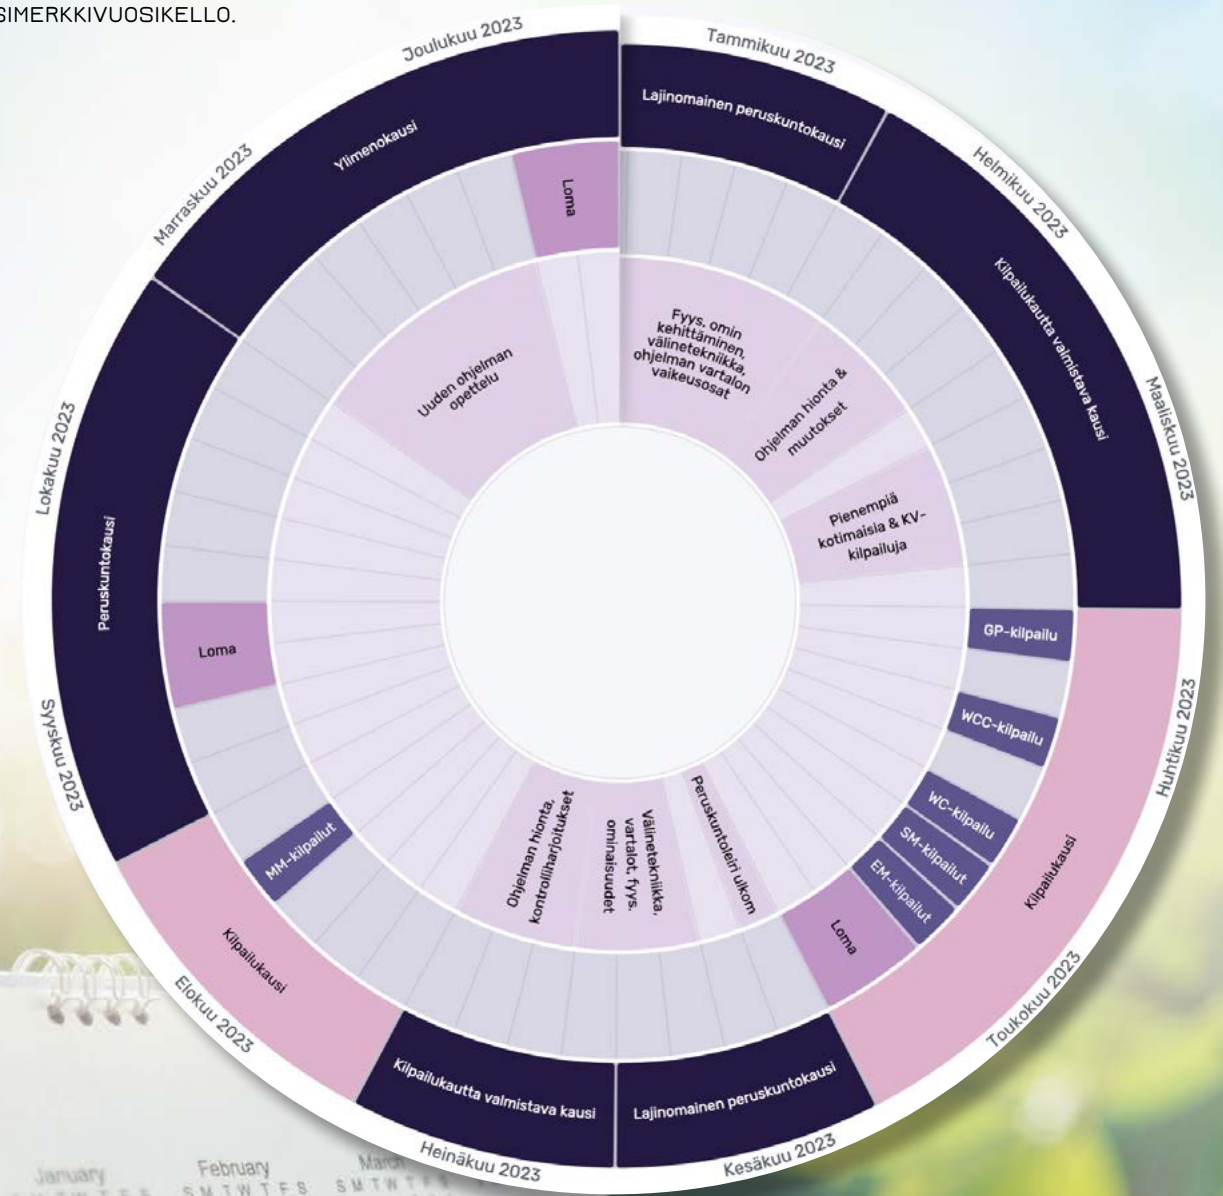 SIMERKKIVUOSIKELLO.
Tammikuu 2023
Helmikuu 2023
Maaliskuu 2023
Huhtikuu 2023
Toukokuu 2023
Kesäkuu 2023
Heinäkuu 2023
Elokuu 2023
Syyskuu 2023
Lokakuu 2023
Marraskuu 2023
Joulukuu 2023
Lajinomainen peruskuntokausi
Kilpailukautta valmistava kausi
Kilpailukausi
Lajinomainen peruskuntokausi
Kilpailukautta valmistava kausi
Kilpailukausi
Peruskuntokausi
Ylimenokausi
GP-kilpailu
WCC-kilpailu
WC-kilpailu
SM-kilpailut
EM-kilpailut
Loma
MM-kilpailut
Loma
Loma
Fyys. omin
kehittäminen,
välinetekniikka,
ohjelman vartalon
vaikeusosat
Ohjelman hionta &
muutokset
Pienempiä
kotimaisia & KV-
kilpailuja
Peruskuntoleiri ulkom
Välinetekniikka,
vartalot, fyys.
ominaisuudet
Ohjelman hionta,
kontrolliharjoitukset
Uuden ohjelman
opettelu
January
February
March
S M T W T F S
S M T W T F S